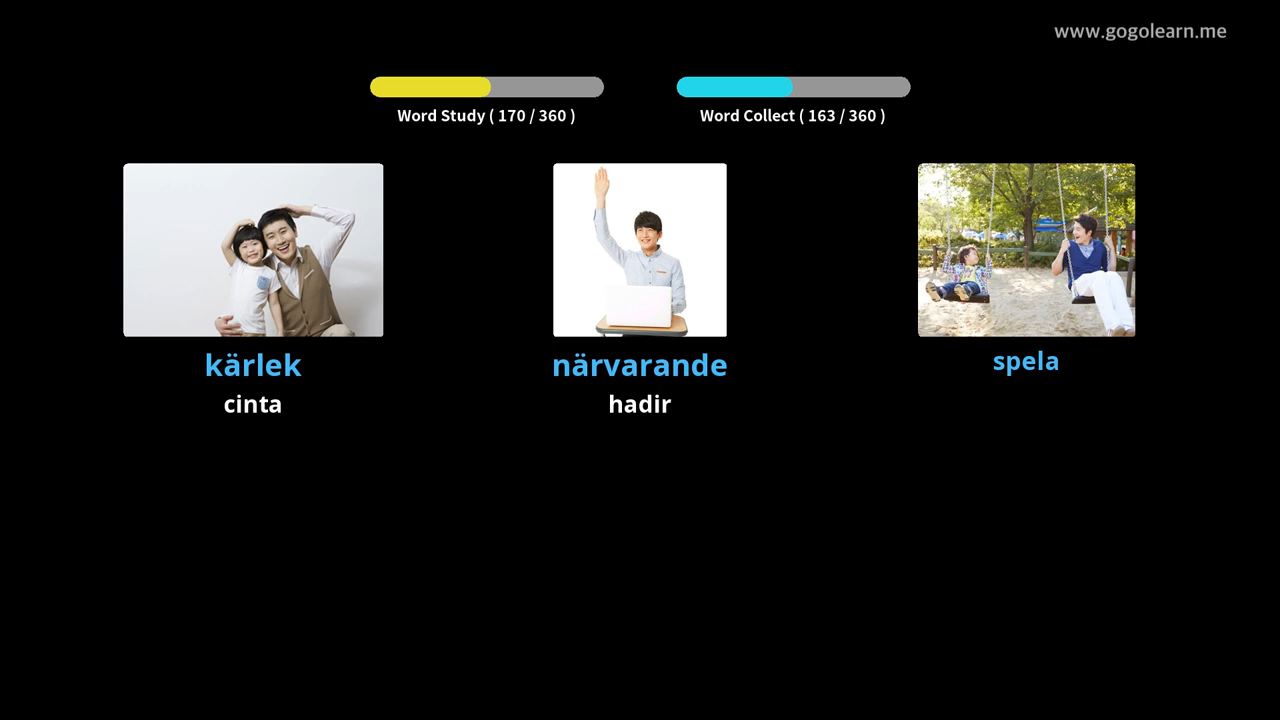 www.gogolearn.me
Word Study ( 170 / 360 )
Word Collect ( 163 / 360 )
kärlek
cinta
närvarande
hadir
spela